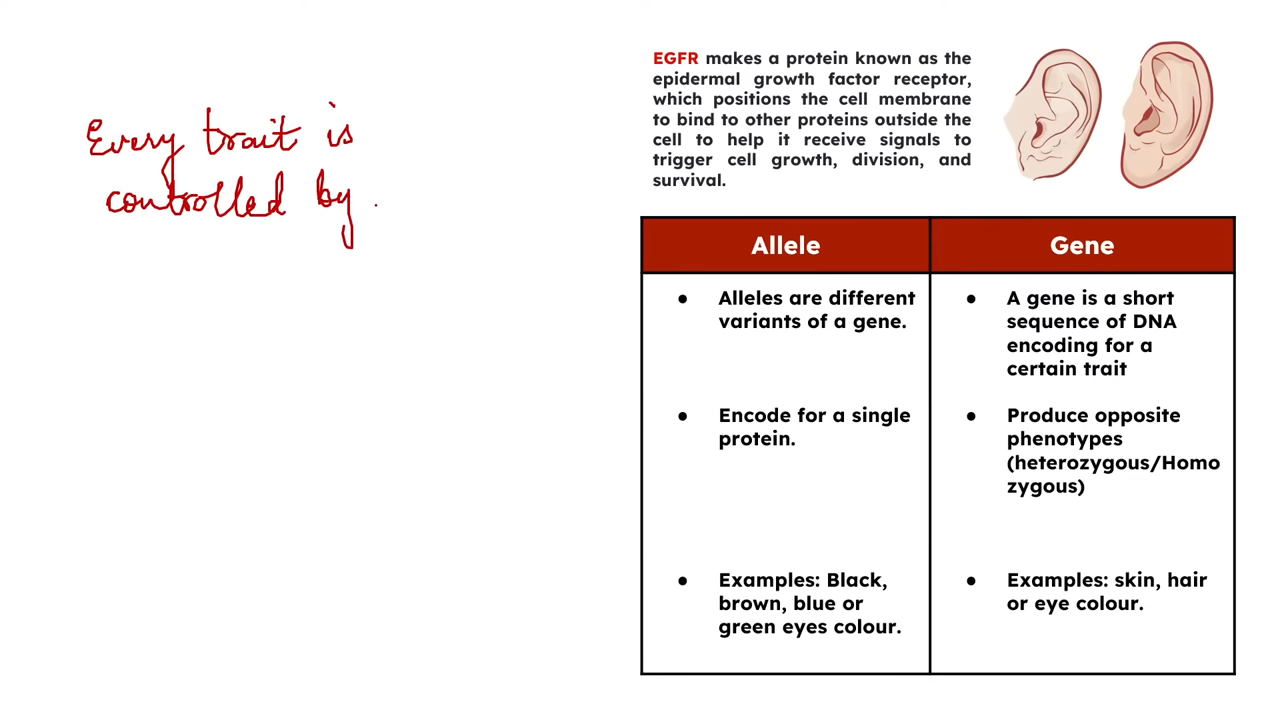 Every trait is
controlled by .
EGFR makes a protein known as the
epidermal growth factor receptor,
which positions the cell membrane
to bind to other proteins outside
the cell to help it receive signals to
trigger cell growth, division, and
survival.
Allele
Gene
● Alleles are different
variants of a gene.
● A gene is a short
sequence of DNA
encoding for a
certain trait
● Encode for a single
protein.
● Produce opposite
phenotypes
(heterozygous/Homo
zygous)
● Examples: Black,
brown, blue or
green eyes colour.
● Examples: skin, hair
or eye colour.